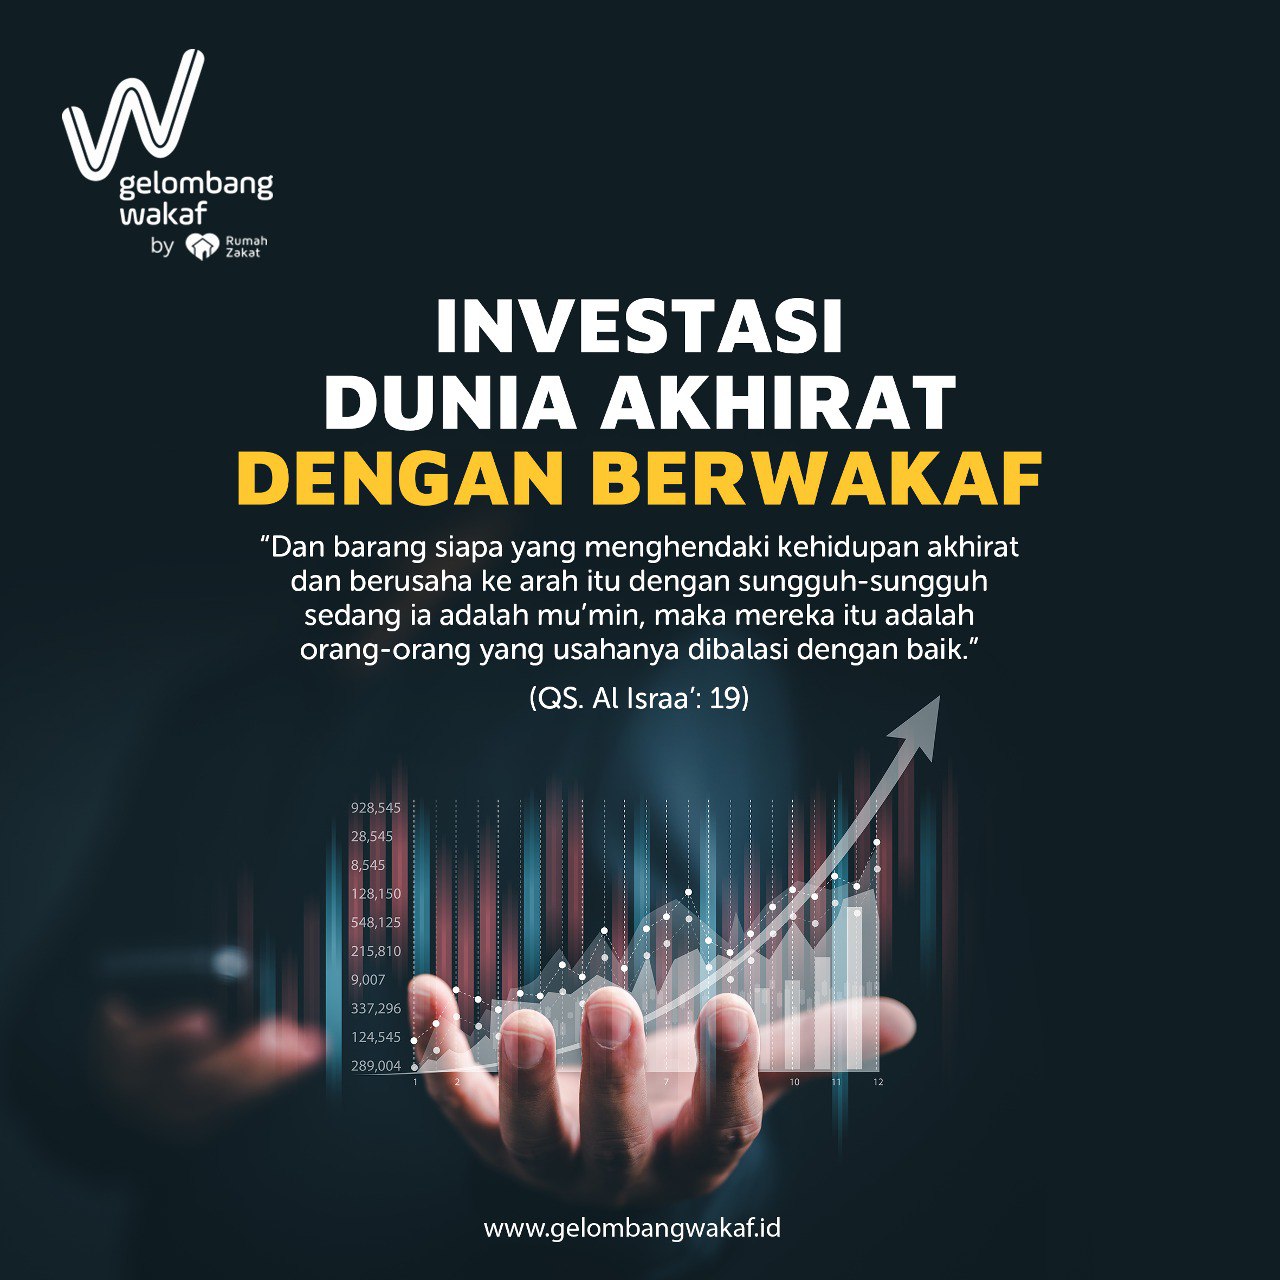 gelombang
wakaf
by Rumah
Zakat
INVESTASI
DUNIA AKHIRAT
DENGAN BERWAKAF
“Dan barang siapa yang menghendaki kehidupan akhirat
dan berusaha ke arah itu dengan sungguh-sungguh
sedang ia adalah mu’min, maka mereka itu adalah
orang-orang yang usahanya dibalasi dengan baik.”
(QS. Al Israa’: 19)
928,545
28,545
8,545
128,150
548,125
215,810
9,007
337,296
124,545
289,004
1 2 7 10 11 12
www.gelombangwakaf.id